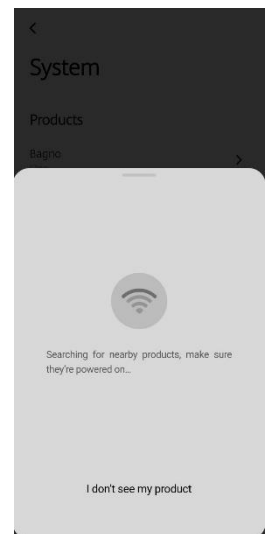 System
Products
Bagno
Searching for nearby products, make sure
they're powered on...
I don't see my product